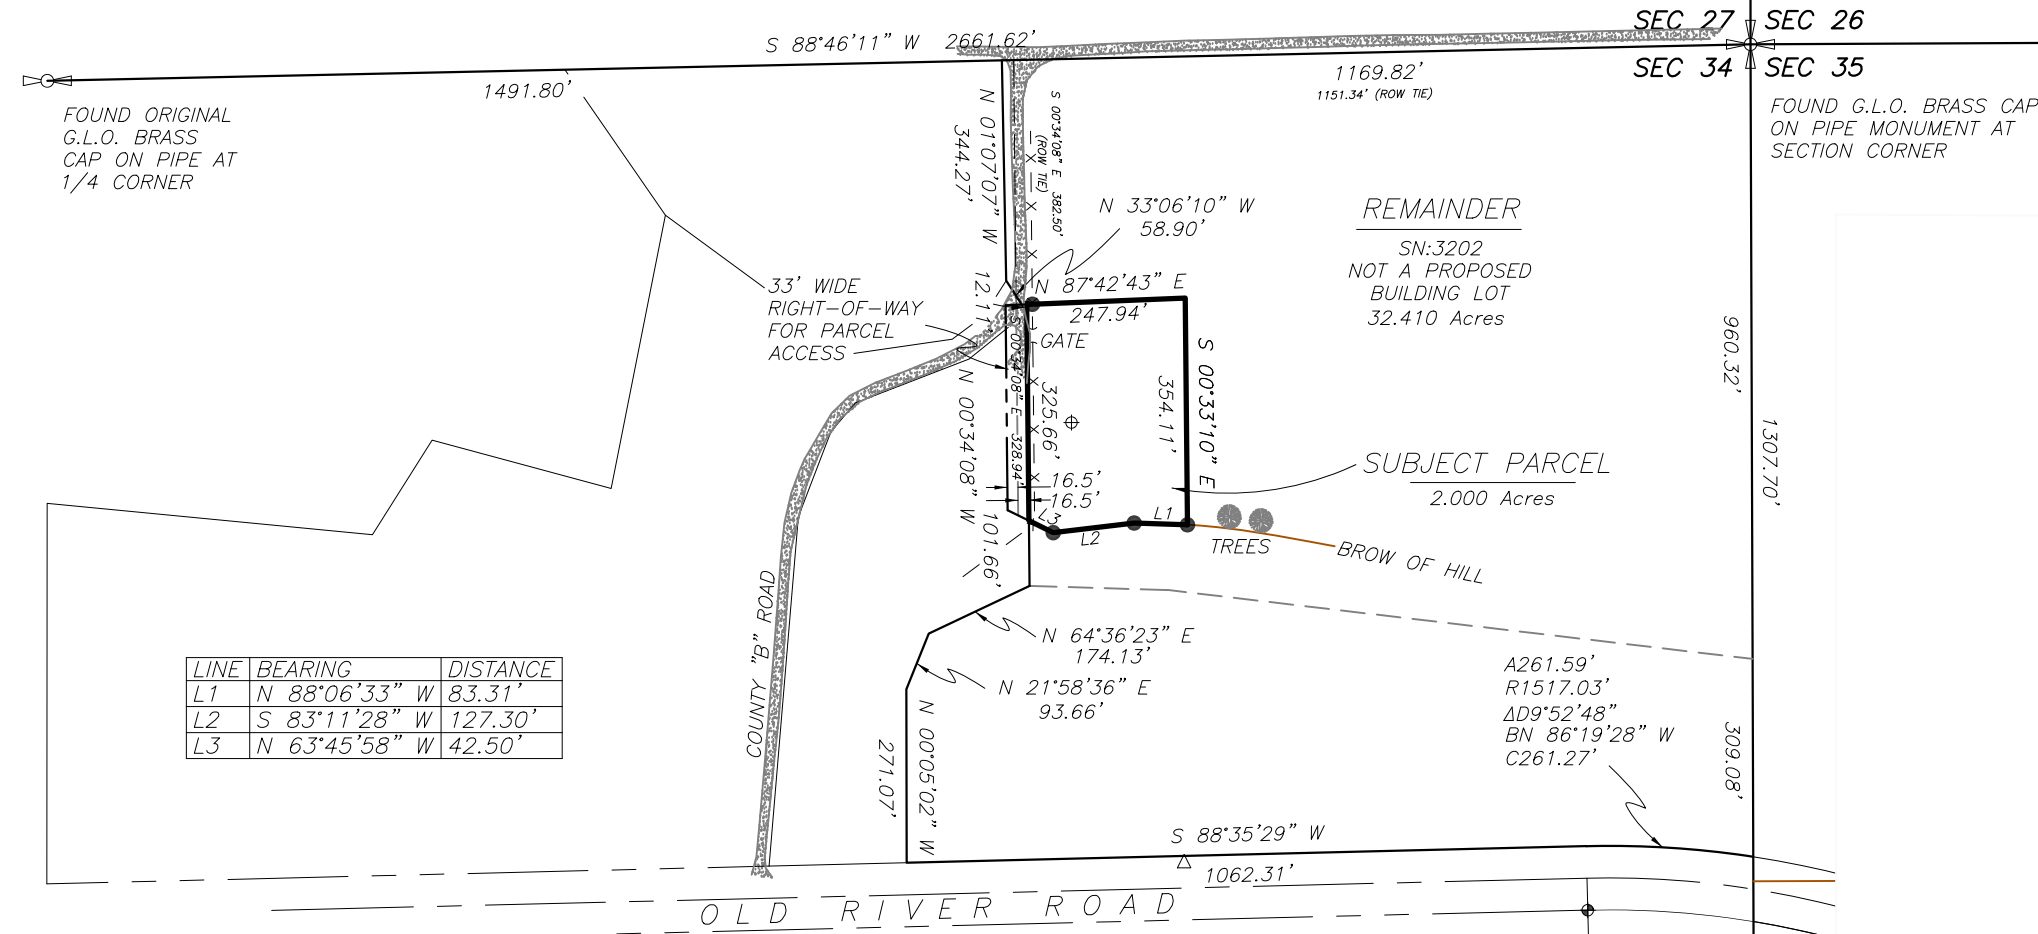 SEC 27
SEC 26
S 88°46'11" W 2661.62'
SEC 34
SEC 35
1491.80'
1169.82'
1151.34' (ROW TIE)
FOUND ORIGINAL
G.L.O. BRASS
CAP ON PIPE AT
1/4 CORNER
FOUND G.L.O. BRASS CAP
ON PIPE MONUMENT AT
SECTION CORNER
N 01°07'07" W
344.27'
S 00°34'08" E 382.50'
(ROW TIE)
N 33°06'10" W
58.90'
REMAINDER
SN:3202
NOT A PROPOSED
BUILDING LOT
32.410 Acres
33' WIDE
RIGHT-OF-WAY
FOR PARCEL
ACCESS
12.11'
N 87°42'43" E
247.94'
GATE
S 00°34'08" E 328.94'
325.66'
354.11'
S 00°33'10" E
960.32'
1307.70'
N 00°34'08" W
101.66'
16.5'
16.5'
SUBJECT PARCEL
2.000 Acres
L3
L2
L1
TREES
BROW OF HILL
COUNTY "B" ROAD
N 64°36'23" E
174.13'
N 21°58'36" E
93.66'
LINE BEARING DISTANCE
L1 N 88°06'33" W 83.31'
L2 S 83°11'28" W 127.30'
L3 N 63°45'58" W 42.50'
A261.59'
R1517.03'
ΔD9°52'48"
BN 86°19'28" W
C261.27'
309.08'
271.07'
N 00°05'02" W
S 88°35'29" W
1062.31'
OLD RIVER ROAD